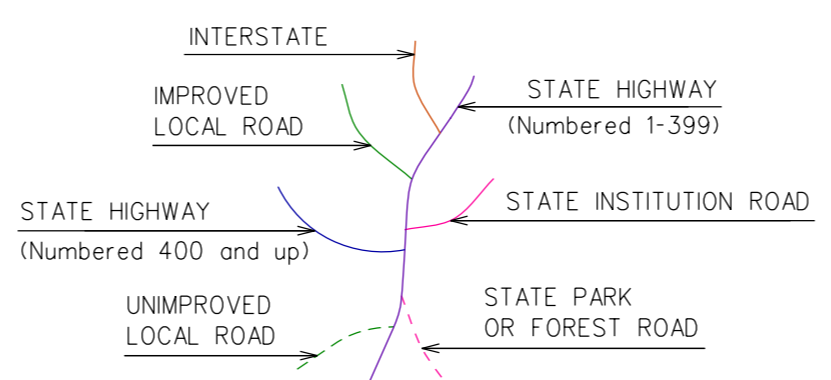 INTERSTATE
STATE HIGHWAY
(Numbered 1-399)
IMPROVED
LOCAL ROAD
STATE INSTITUTION ROAD
STATE HIGHWAY
(Numbered 400 and up)
STATE PARK
OR FOREST ROAD
UNIMPROVED
LOCAL ROAD